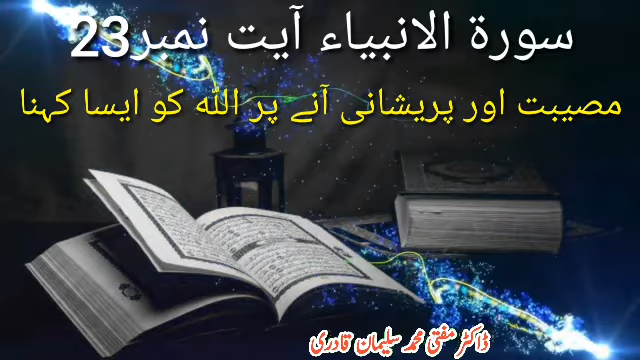 سورۃ الانبیاء آیت نمبر23
مصیبت اور پریشانی آنے پر اللہ کو ایسا کہنا
ڈاکٹر مفتی محمد سلیمان قادری